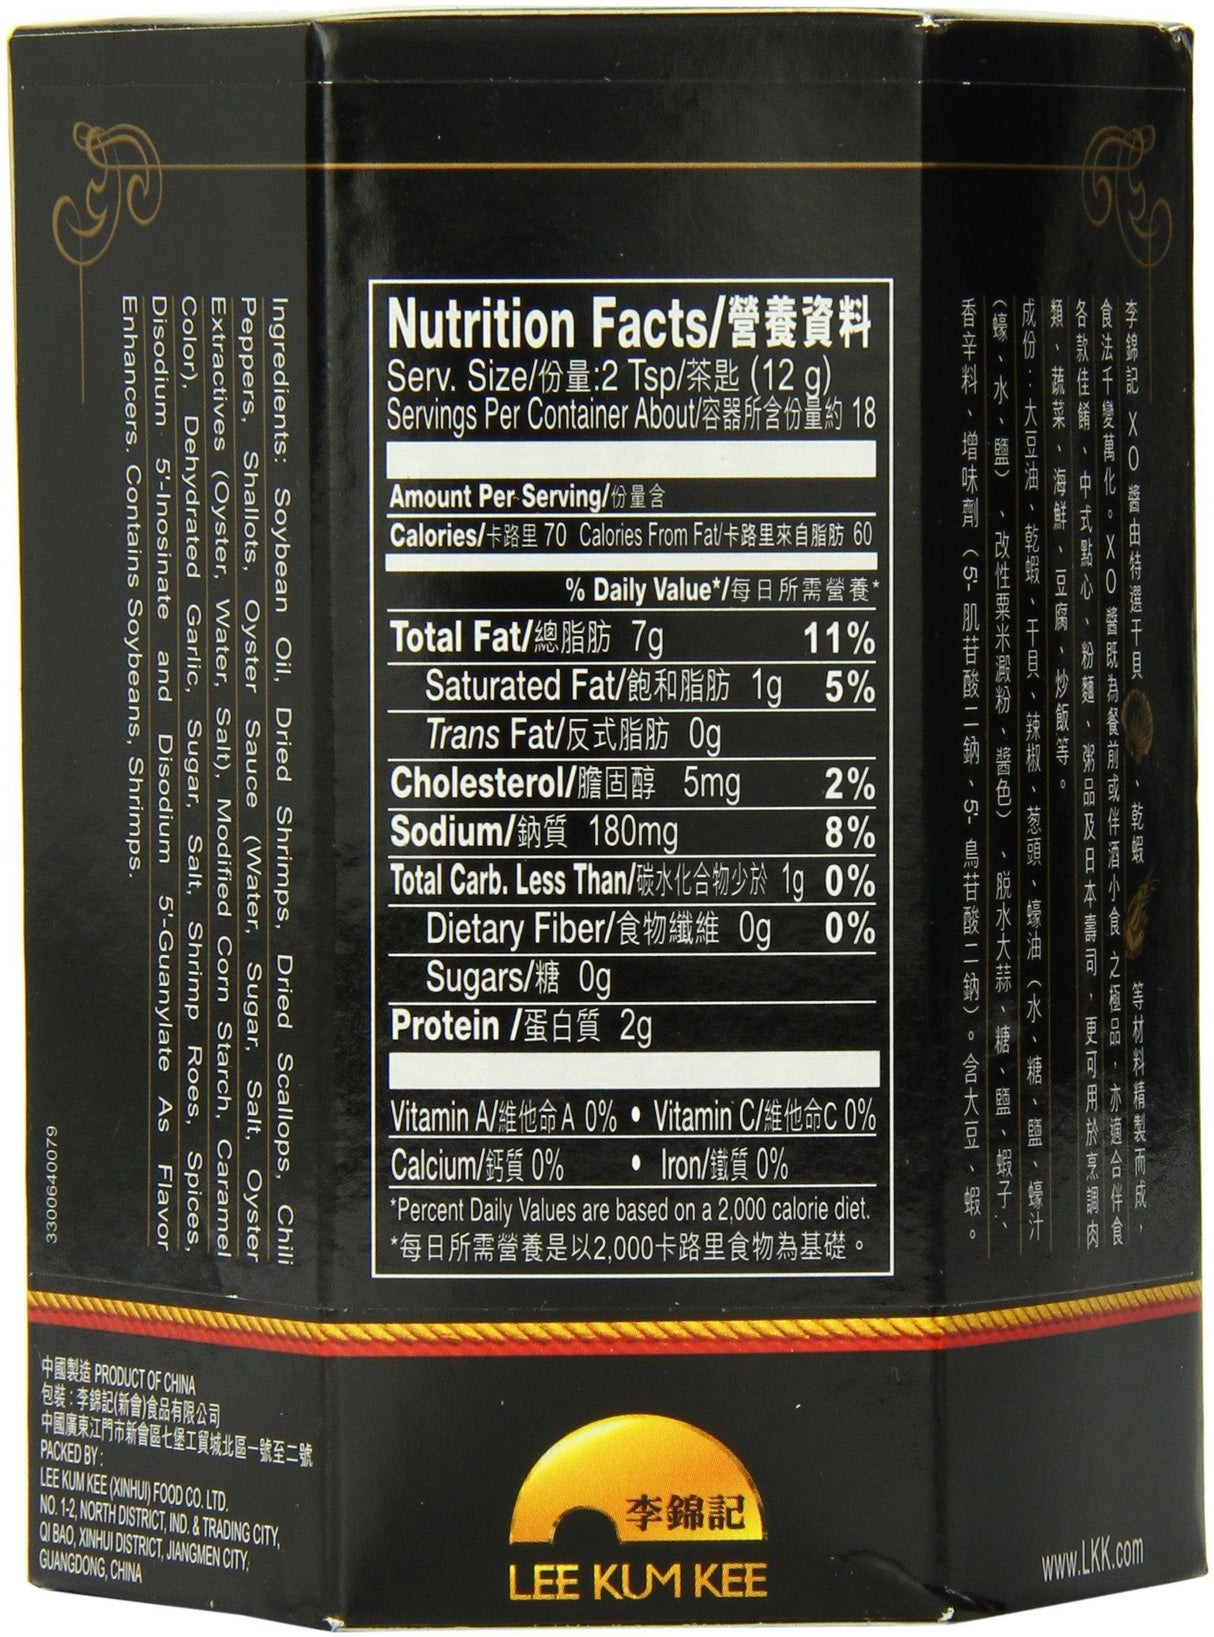 Ingredients: Soybean Oil, Dried Shrimps, Dried Scallops, Chili
Peppers, Shallots, Oyster Sauce (Water, Sugar, Salt, Oyster
Extractives (Oyster, Water, Salt), Modified Corn Starch, Caramel
Color), Dehydrated Garlic, Sugar, Salt, Shrimp Roes, Spices,
Disodium 5'-Inosinate and Disodium 5'-Guanylate As Flavor
Enhancers. Contains Soybeans, Shrimps.
3300640079
中國製造 PRODUCT OF CHINA
包裝：李錦記(新會)食品有限公司
中國廣東江門市新會區七堡工貿城北區一號至二號
PACKED BY :
LEE KUM KEE (XINHUI) FOOD CO. LTD.
NO. 1-2, NORTH DISTRICT, IND. & TRADING CITY,
QI BAO, XINHUI DISTRICT, JIANGMEN CITY,
GUANGDONG, CHINA
Nutrition Facts/營養資料
Serv. Size/份量:2 Tsp/茶匙 (12 g)
Servings Per Container About/容器所含份量約 18
Amount Per Serving/份量含
Calories/卡路里 70 Calories From Fat/卡路里來自脂肪 60
% Daily Value*/每日所需營養*
Total Fat/總脂肪 7g 11%
Saturated Fat/飽和脂肪 1g 5%
Trans Fat/反式脂肪 0g
Cholesterol/膽固醇 5mg 2%
Sodium/鈉質 180mg 8%
Total Carb. Less Than/碳水化合物少於 1g 0%
Dietary Fiber/食物纖維 0g 0%
Sugars/糖 0g
Protein /蛋白質 2g
Vitamin A/維他命A 0% • Vitamin C/維他命C 0%
Calcium/鈣質 0% • Iron/鐵質 0%
*Percent Daily Values are based on a 2,000 calorie diet.
*每日所需營養是以2,000卡路里食物為基礎。
李錦記
LEE KUM KEE
李錦記XO醬由特選干貝、乾蝦等材料精製而成，
食法千變萬化。XO醬既為餐前或伴酒小食之極品，亦適合伴食
各款佳餚、中式點心、粉麵、粥品及日本壽司，更可用於烹調肉
類、蔬菜、海鮮、豆腐、炒飯等。
成份：大豆油、乾蝦、干貝、辣椒、葱頭、蠔油（水、糖、鹽、蠔汁
（蠔、水、鹽）、改性粟米澱粉、醬色）、脫水大蒜、糖、鹽、蝦子、
香辛料、增味劑（5'-肌苷酸二鈉、5'-鳥苷酸二鈉）。含大豆、蝦。
www.LKK.com